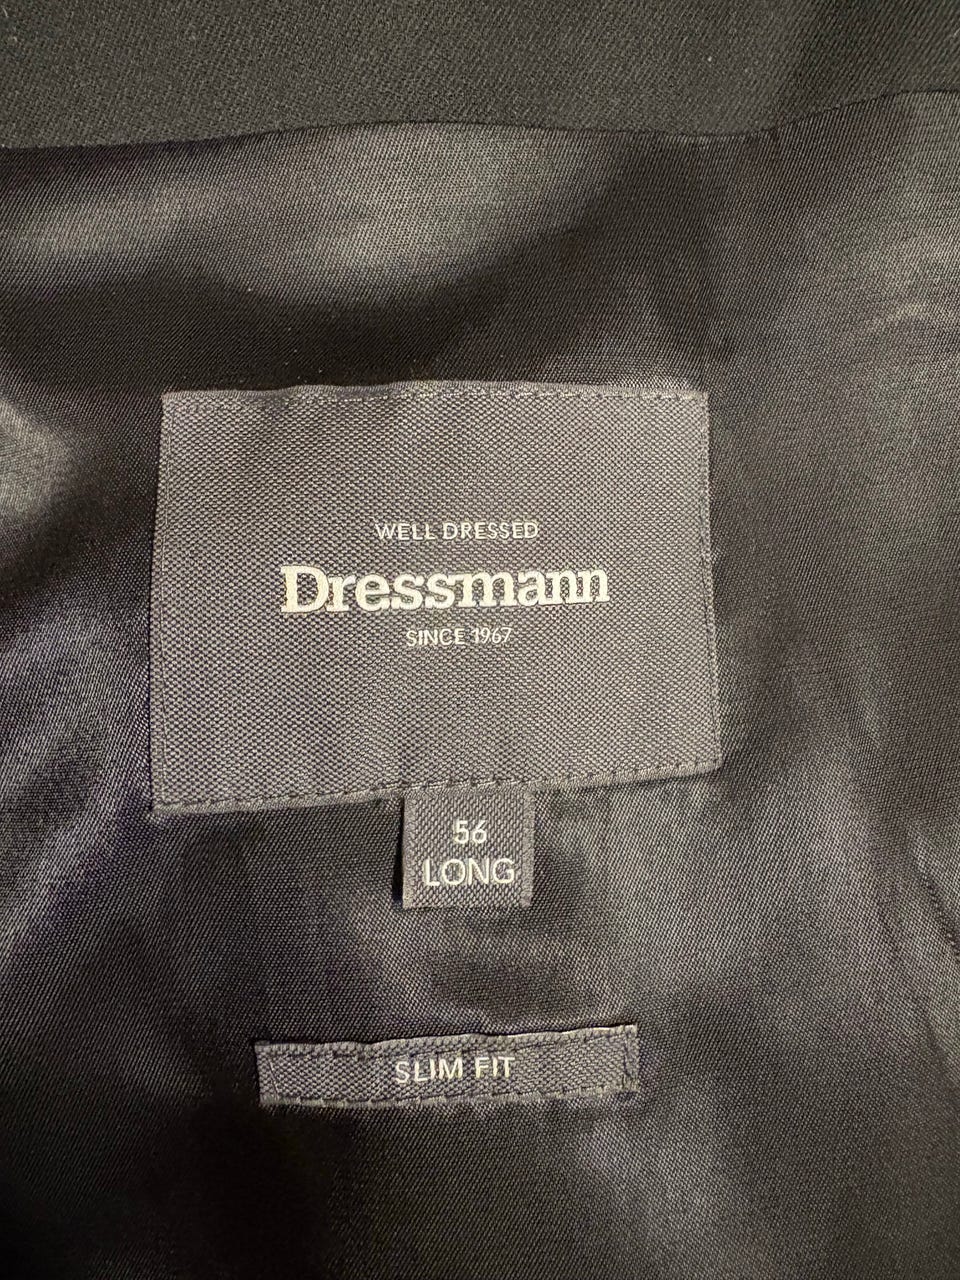 WELL DRESSED
Dressmann
SINCE 1967
56
LONG
SLIM FIT